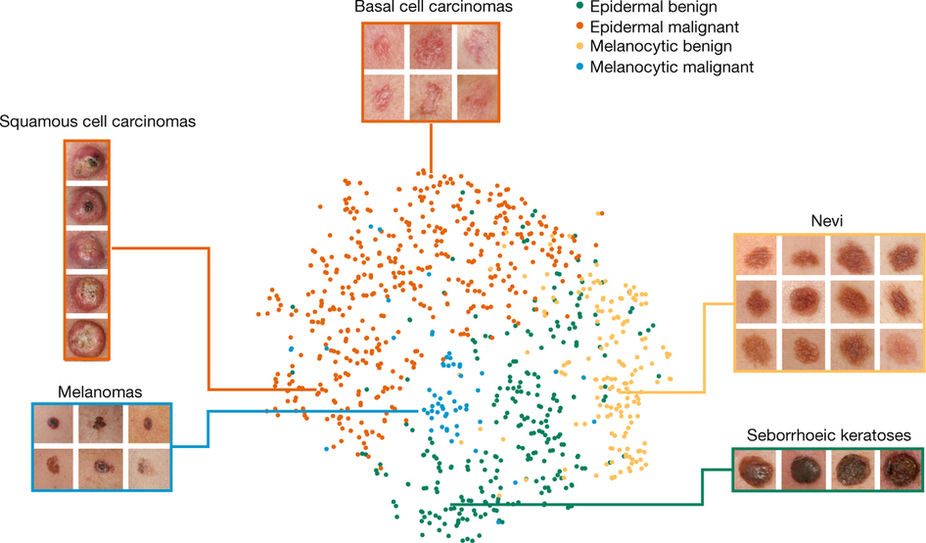 Basal cell carcinomas
Epidermal benign
Epidermal malignant
Melanocytic benign
Melanocytic malignant
Squamous cell carcinomas
Nevi
Melanomas
Seborrhoeic keratoses